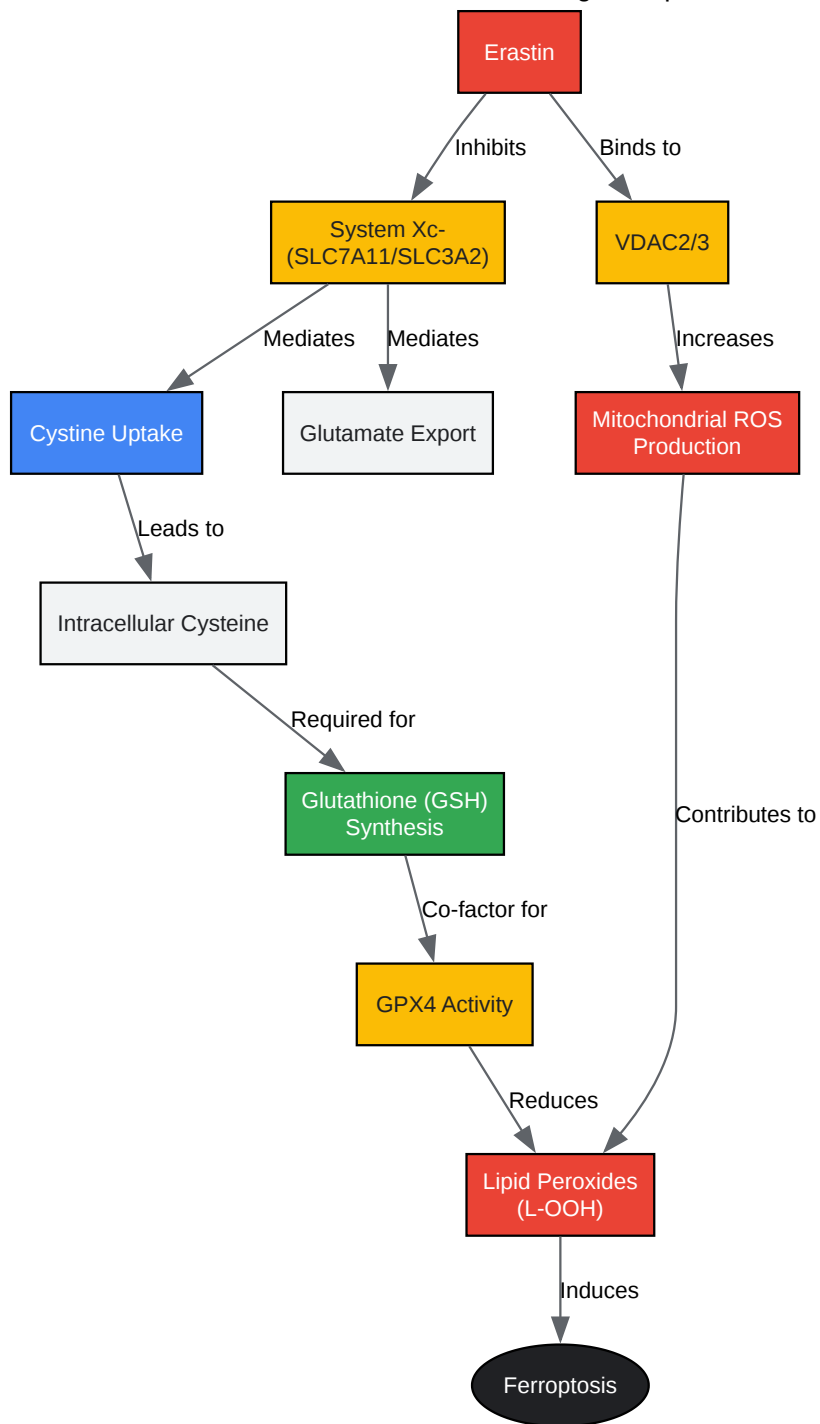 Erastin
Inhibits
Binds to
System Xc-
(SLC7A11/SLC3A2)
VDAC2/3
Mediates
Mediates
Increases
Cystine Uptake
Glutamate Export
Mitochondrial ROS
Production
Leads to
Intracellular Cysteine
Required for
Glutathione (GSH)
Synthesis
Contributes to
Co-factor for
GPX4 Activity
Reduces
Lipid Peroxides
(L-OOH)
Induces
Ferroptosis